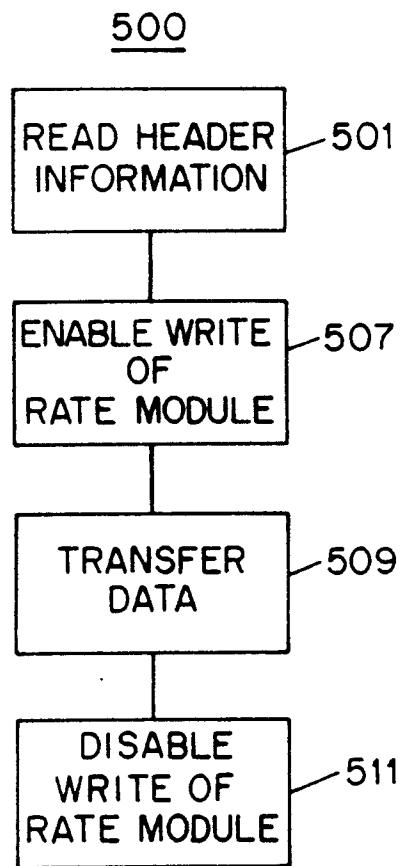 500
READ HEADER
INFORMATION
501
ENABLE WRITE
OF
RATE MODULE
507
TRANSFER
DATA
509
DISABLE
WRITE OF
RATE MODULE
511